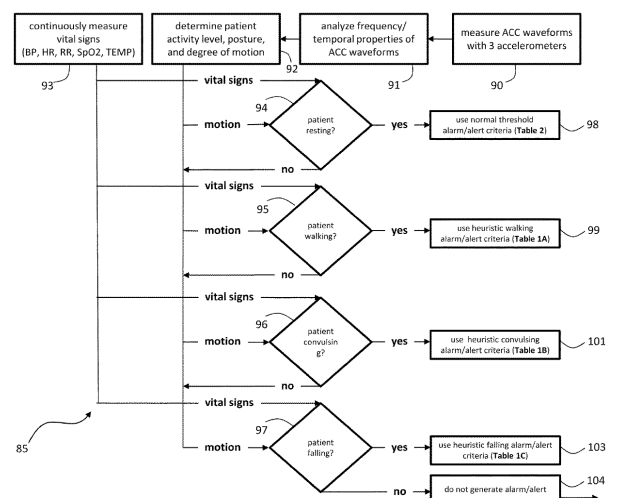 continuously measure
vital signs
(BP, HR, RR, SpO2, TEMP)
93
determine patient
activity level, posture,
and degree of motion
92
analyze frequency/
temporal properties of
ACC waveforms
91
measure ACC waveforms
with 3 accelerometers
90
vital signs
94
motion
patient
resting?
yes
use normal threshold
alarm/alert criteria (Table 2)
98
no
vital signs
95
motion
patient
walking?
yes
use heuristic walking
alarm/alert criteria (Table 1A)
99
no
vital signs
96
motion
patient
convulsin
g?
yes
use heuristic convulsing
alarm/alert criteria (Table 1B)
101
no
vital signs
97
85
motion
patient
falling?
yes
use heuristic falling alarm/alert
criteria (Table 1C)
103
no
do not generate alarm/alert
104